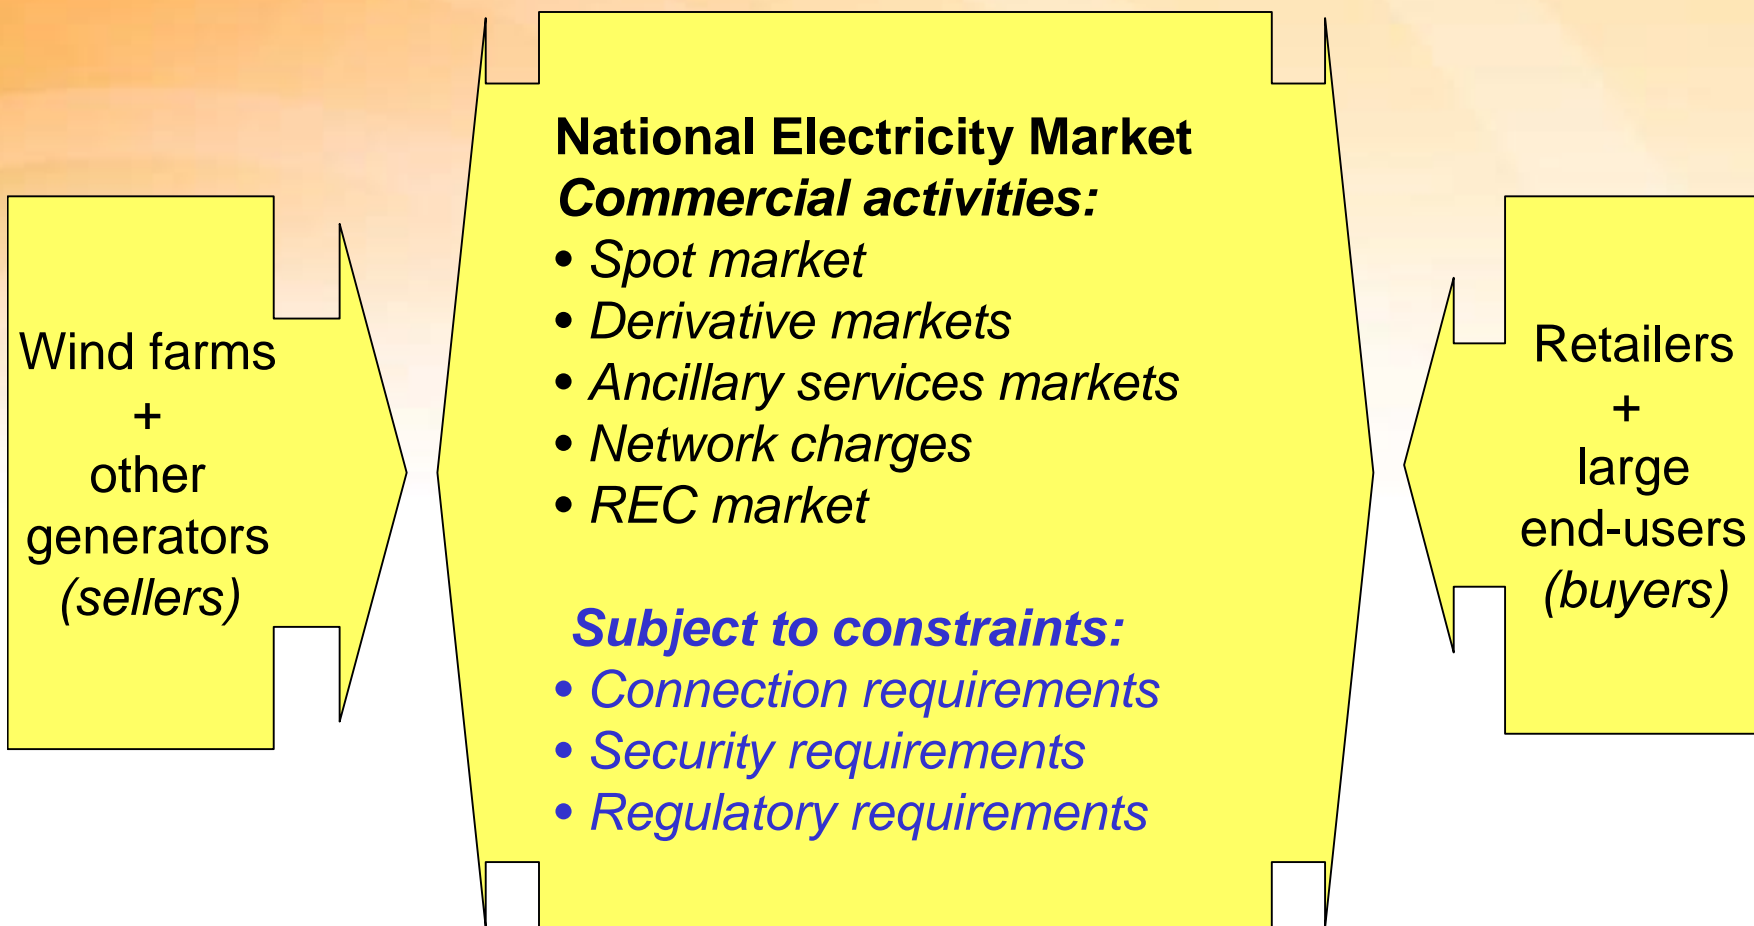 Wind farms
+
other
generators
(sellers)
National Electricity Market
Commercial activities:
• Spot market
• Derivative markets
• Ancillary services markets
• Network charges
• REC market
Subject to constraints:
• Connection requirements
• Security requirements
• Regulatory requirements
Retailers
+
large
end-users
(buyers)